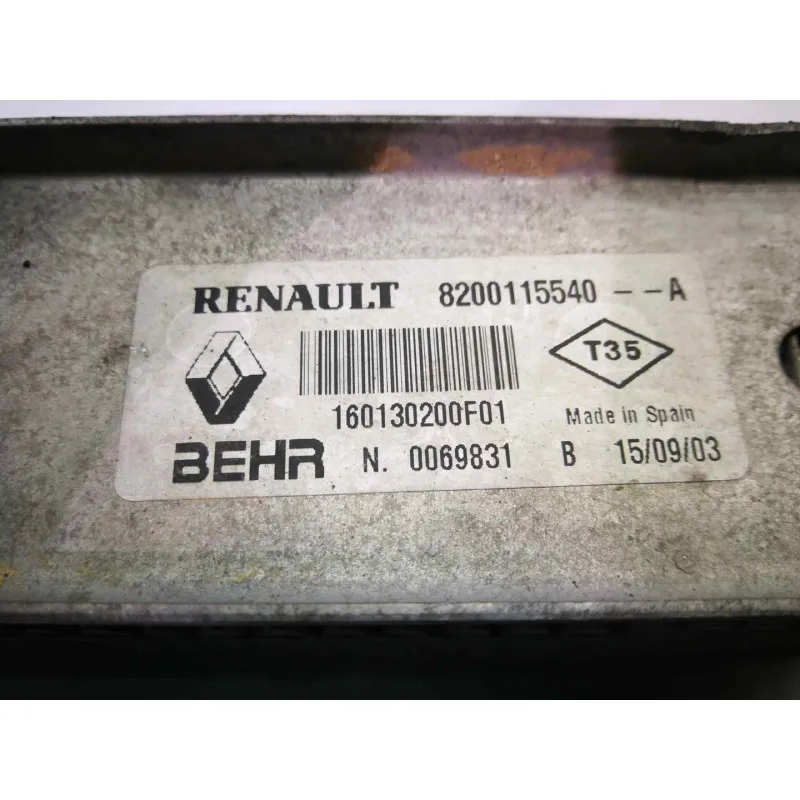 RENAULT 8200115540 - - A
T35
160130200F01 Made in Spain
BEHR N. 0069831 B 15/09/03